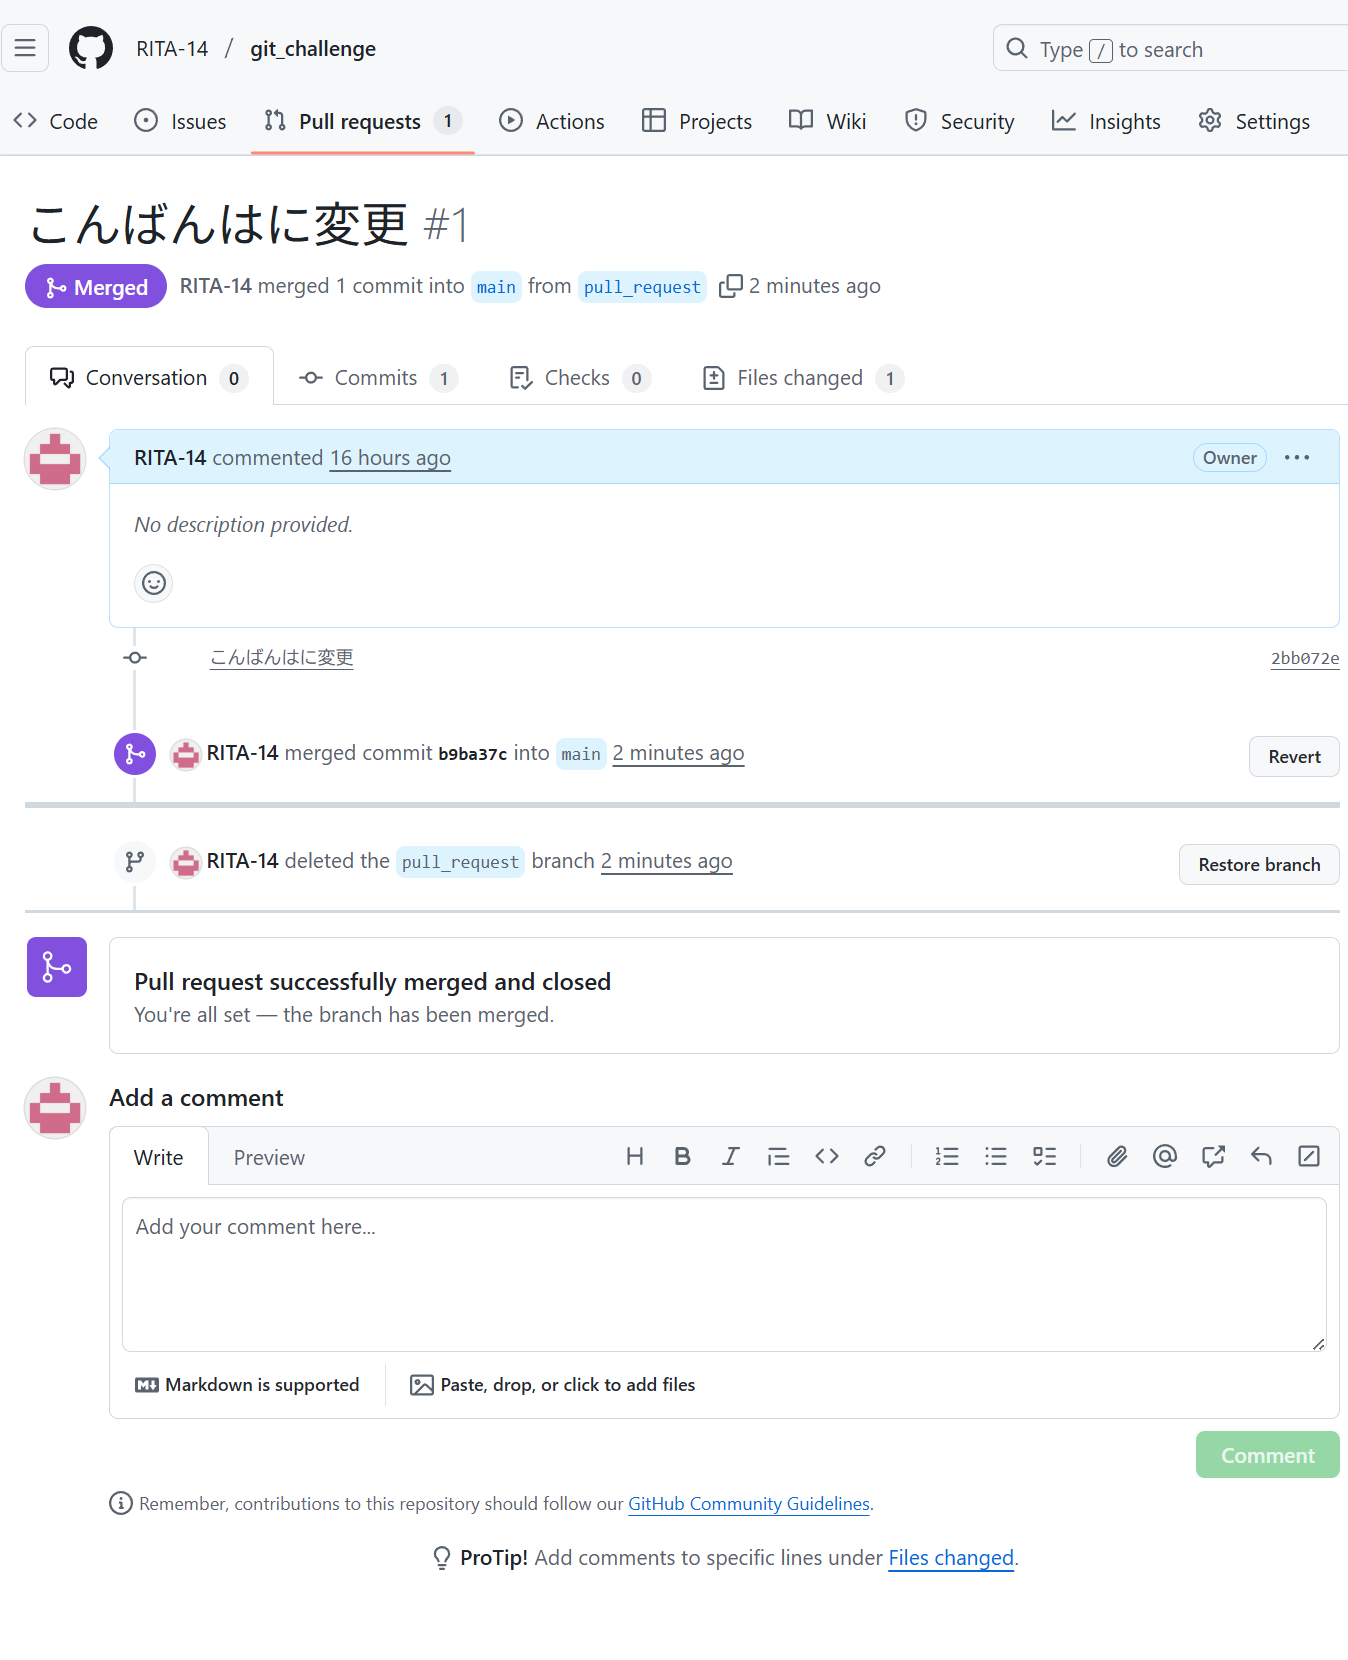 RITA-14 / git_challenge
Type / to search
Code Issues Pull requests 1 Actions Projects Wiki Security Insights Settings
こんばんはに変更 #1
Merged RITA-14 merged 1 commit into main from pull_request 2 minutes ago
Conversation 0 Commits 1 Checks 0 Files changed 1
RITA-14 commented 16 hours ago Owner
No description provided.
こんばんはに変更 2bb072e
RITA-14 merged commit b9ba37c into main 2 minutes ago Revert
RITA-14 deleted the pull_request branch 2 minutes ago Restore branch
Pull request successfully merged and closed
You're all set — the branch has been merged.
Add a comment
Write Preview
Add your comment here...
Markdown is supported Paste, drop, or click to add files
Comment
Remember, contributions to this repository should follow our GitHub Community Guidelines.
ProTip! Add comments to specific lines under Files changed.